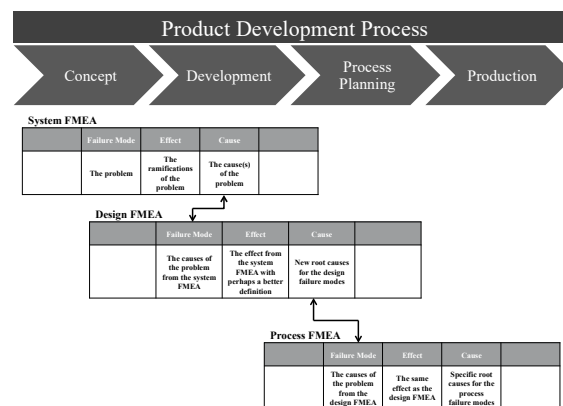 Product Development Process
Concept
Development
Process
Planning
Production
System FMEA
Failure Mode
Effect
Cause
The problem
The
ramifications
of the
problem
The cause(s)
of the
problem
Design FMEA
Failure Mode
Effect
Cause
The causes of
the problem
from the system
FMEA
The effect from
the system
FMEA with
perhaps a better
definition
New root causes
for the design
failure modes
Process FMEA
Failure Mode
Effect
Cause
The causes of
the problem
from the
design FMEA
The same
effect as the
design FMEA
Specific root
causes for the
process
failure modes